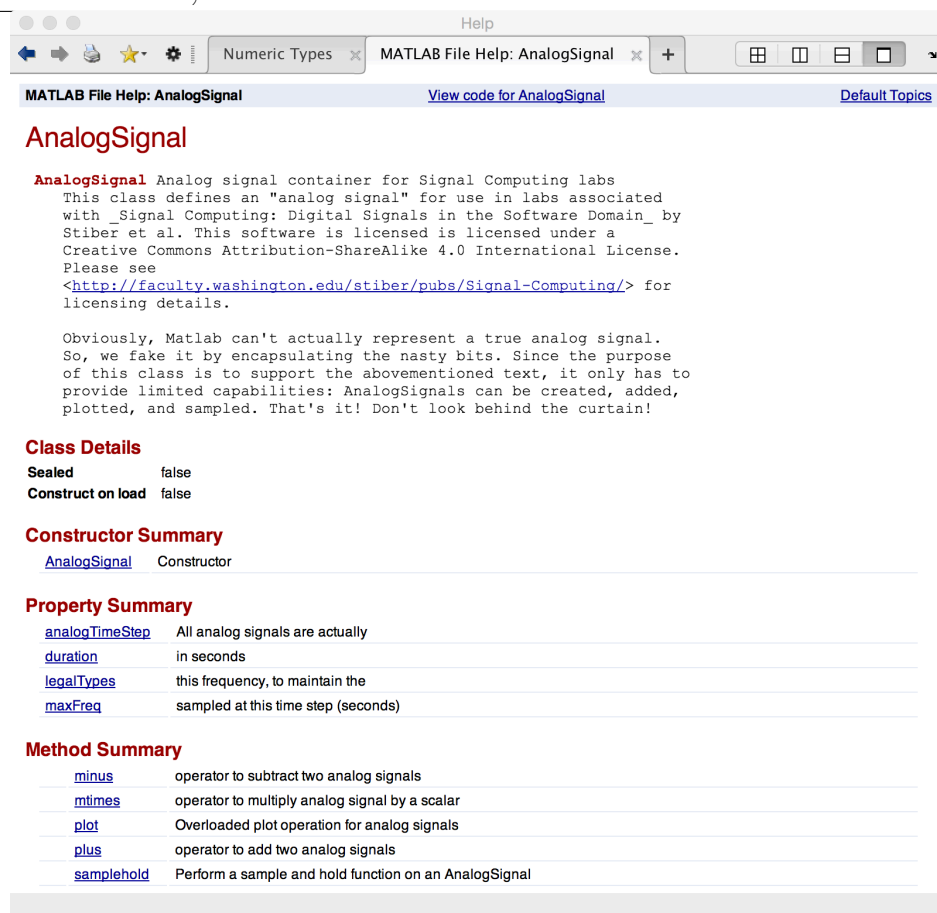 Help
Numeric Types
MATLAB File Help: AnalogSignal
+
MATLAB File Help: AnalogSignal View code for AnalogSignal Default Topics
AnalogSignal
AnalogSignal Analog signal container for Signal Computing labs
This class defines an "analog signal" for use in labs associated
with _Signal Computing: Digital Signals in the Software Domain_ by
Stiber et al. This software is licensed is licensed under a
Creative Commons Attribution-ShareAlike 4.0 International License.
Please see
<http://faculty.washington.edu/stiber/pubs/Signal-Computing/> for
licensing details.
Obviously, Matlab can't actually represent a true analog signal.
So, we fake it by encapsulating the nasty bits. Since the purpose
of this class is to support the abovementioned text, it only has to
provide limited capabilities: AnalogSignals can be created, added,
plotted, and sampled. That's it! Don't look behind the curtain!
Class Details
Sealed false
Construct on load false
Constructor Summary
AnalogSignal Constructor
Property Summary
analogTimeStep All analog signals are actually
duration in seconds
legalTypes this frequency, to maintain the
maxFreq sampled at this time step (seconds)
Method Summary
minus operator to subtract two analog signals
mtimes operator to multiply analog signal by a scalar
plot Overloaded plot operation for analog signals
plus operator to add two analog signals
samplehold Perform a sample and hold function on an AnalogSignal